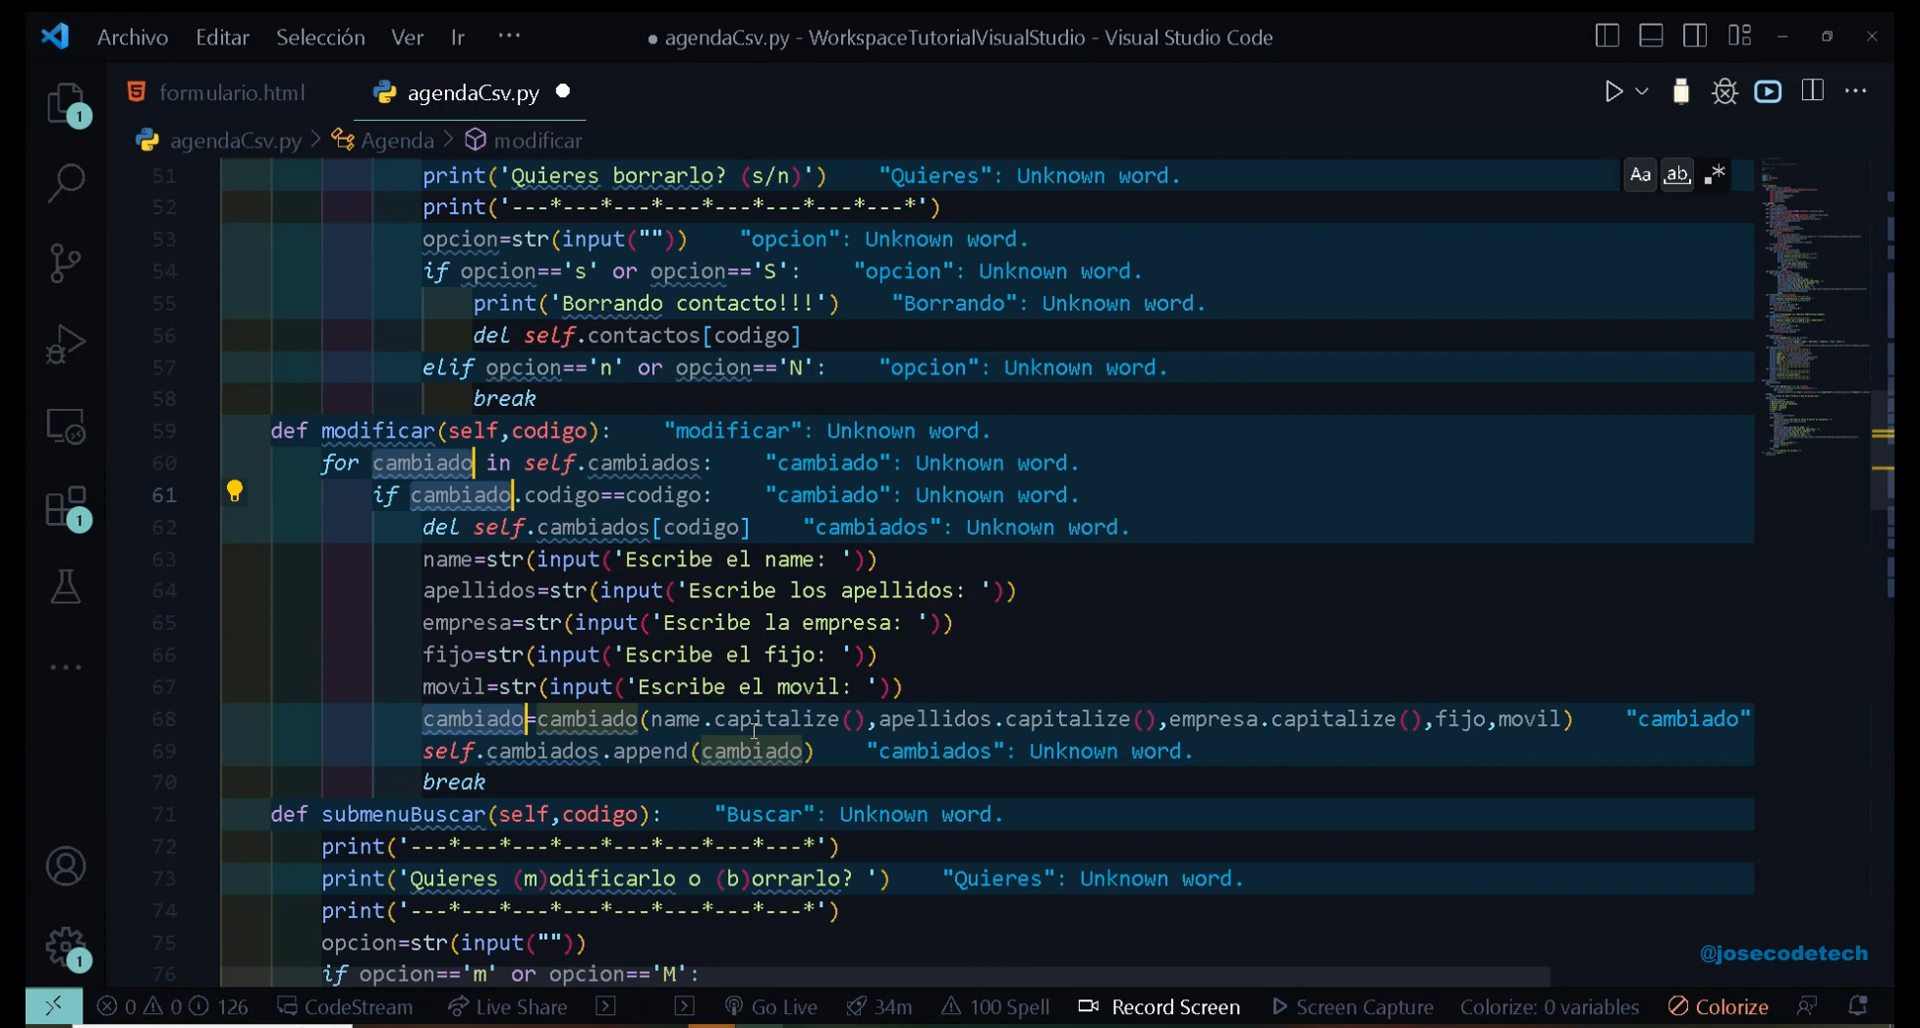 Archivo Editar Selección Ver Ir ··· ● agendaCsv.py - WorkspaceTutorialVisualStudio - Visual Studio Code
formulario.html agendaCsv.py
agendaCsv.py > Agenda > modificar
51 print('Quieres borrarlo? (s/n)') "Quieres": Unknown word.
Aa ab .*
52 print('---*---*---*---*---*---*---*---*')
53 opcion=str(input("")) "opcion": Unknown word.
54 if opcion=='s' or opcion=='S': "opcion": Unknown word.
55 print('Borrando contacto!!!') "Borrando": Unknown word.
56 del self.contactos[codigo]
57 elif opcion=='n' or opcion=='N': "opcion": Unknown word.
58 break
59 def modificar(self,codigo): "modificar": Unknown word.
60 for cambiado in self.cambiados: "cambiado": Unknown word.
61 if cambiado.codigo==codigo: "cambiado": Unknown word.
62 del self.cambiados[codigo] "cambiados": Unknown word.
63 name=str(input('Escribe el name: '))
64 apellidos=str(input('Escribe los apellidos: '))
65 empresa=str(input('Escribe la empresa: '))
66 fijo=str(input('Escribe el fijo: '))
67 movil=str(input('Escribe el movil: '))
68 cambiado=cambiado(name.capitalize(),apellidos.capitalize(),empresa.capitalize(),fijo,movil) "cambiado"
69 self.cambiados.append(cambiado) "cambiados": Unknown word.
70 break
71 def submenuBuscar(self,codigo): "Buscar": Unknown word.
72 print('---*---*---*---*---*---*---*---*')
73 print('Quieres (m)odificarlo o (b)orrarlo? ') "Quieres": Unknown word.
74 print('---*---*---*---*---*---*---*---*')
75 opcion=str(input(""))
76 if opcion=='m' or opcion=='M':
1
1
1
@josecodetech
0 0 126 CodeStream Live Share Go Live 34m 100 Spell Record Screen Screen Capture Colorize: 0 variables Colorize